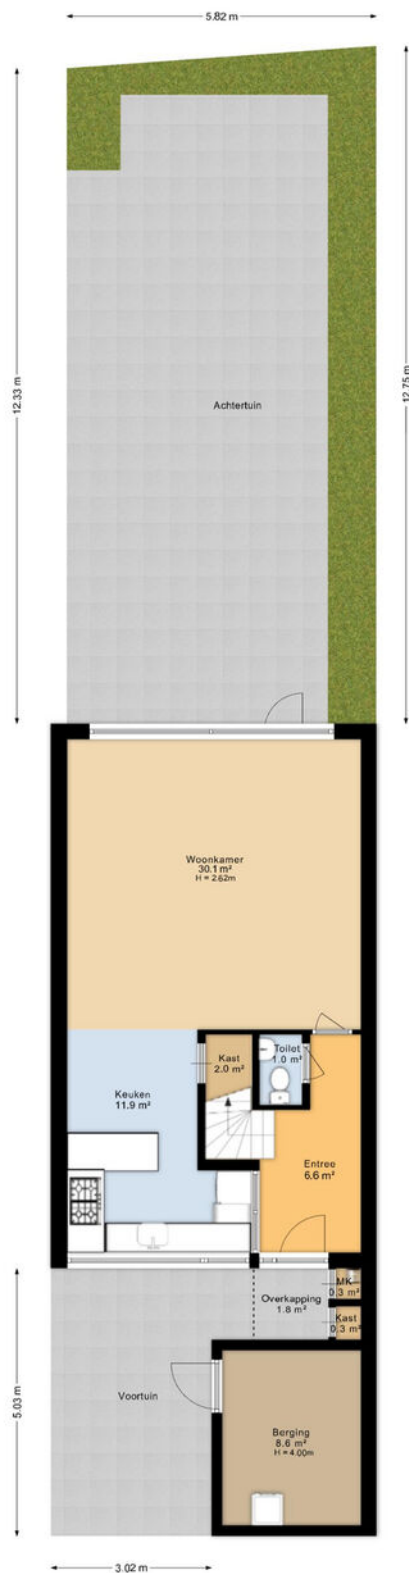 5.82 m
12.33 m
12.75 m
Achtertuin
Woonkamer
30.1 m²
H = 2.62m
Keuken
11.9 m²
Kast
2.0 m²
Toilet
1.0 m²
Entree
6.6 m²
Overkapping
1.8 m²
MK
0.3 m²
Kast
0.3 m²
5.03 m
Voortuin
Berging
8.6 m²
H = 4.00m
3.02 m